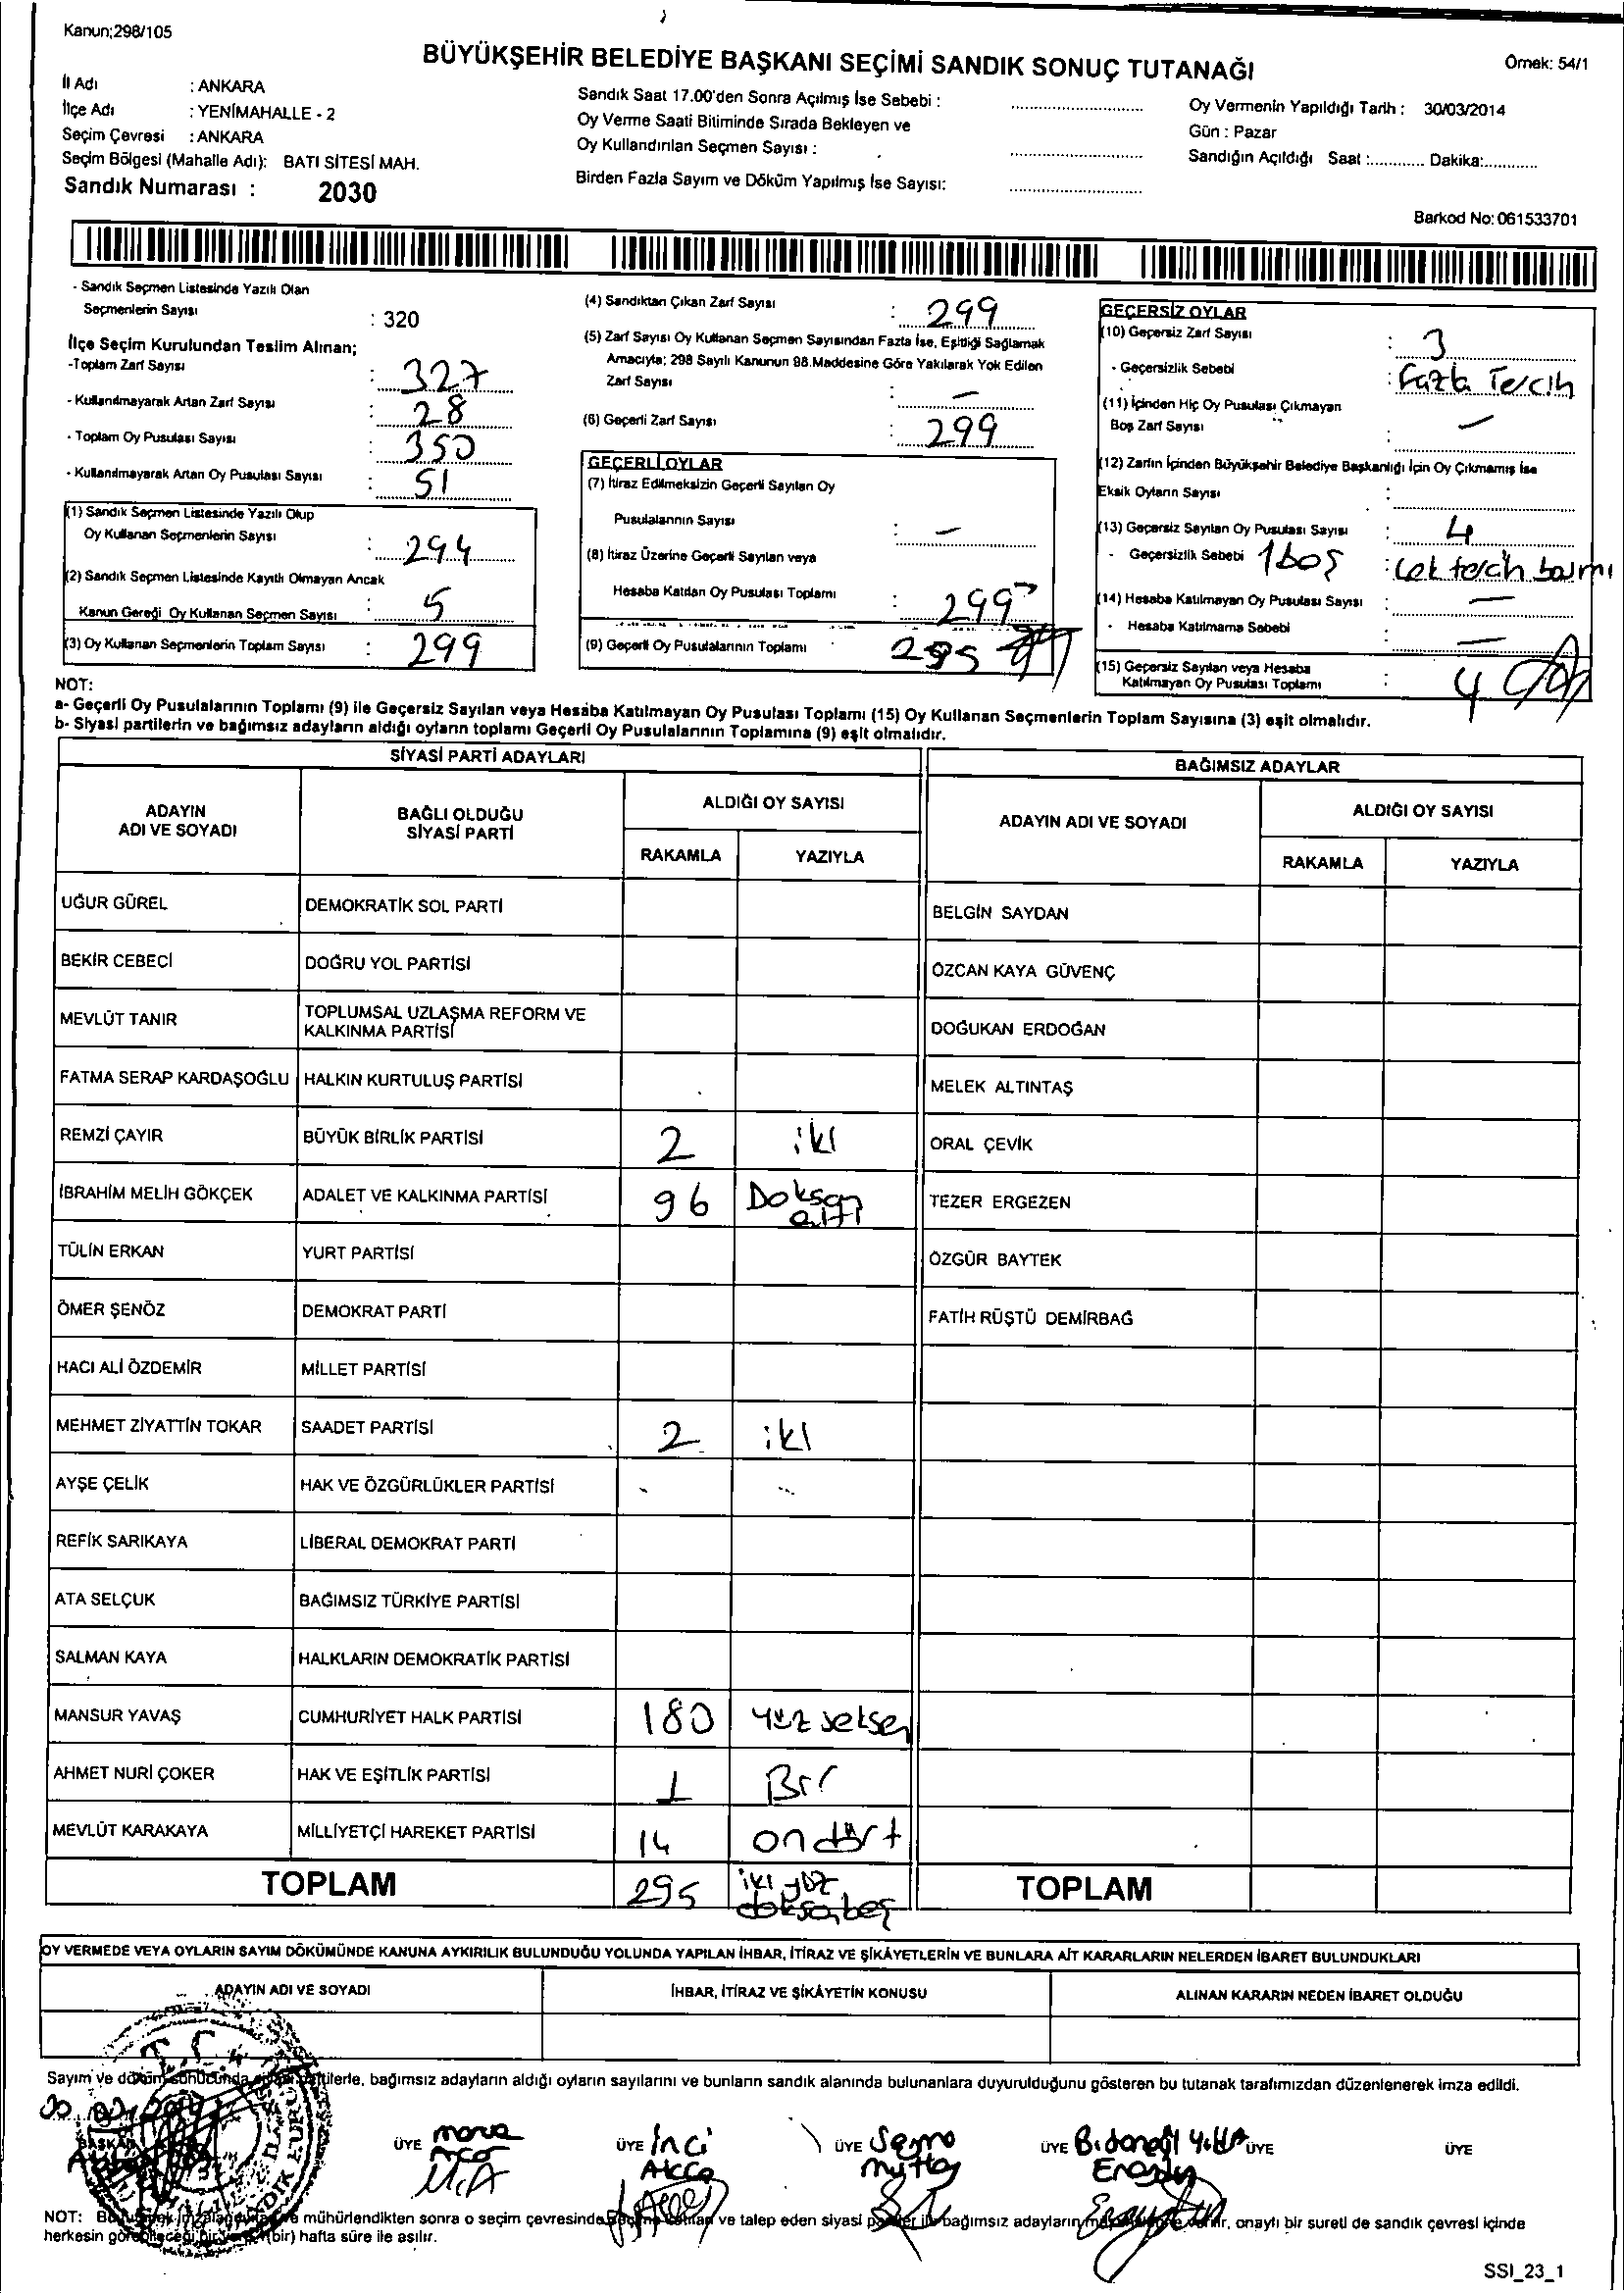 Kanun;298/105
BÜYÜKŞEHİR BELEDİYE BAŞKANI SEÇİMİ SANDIK SONUÇ TUTANAĞI
Örnek: 54/1
İl Adı : ANKARA
İlçe Adı : YENİMAHALLE - 2
Seçim Çevresi : ANKARA
Seçim Bölgesi (Mahalle Adı): BATI SİTESİ MAH.
Sandık Numarası : 2030
Sandık Saat 17.00'den Sonra Açılmış İse Sebebi :
Oy Verme Saati Bitiminde Sırada Bekleyen ve
Oy Kullandırılan Seçmen Sayısı :
Birden Fazla Sayım ve Döküm Yapılmış İse Sayısı:
Oy Vermenin Yapıldığı Tarih : 30/03/2014
Gün : Pazar
Sandığın Açıldığı Saat :............ Dakika:............
Barkod No: 061533701
- Sandık Seçmen Listesinde Yazılı Olan
Seçmenlerin Sayısı : 320
İlçe Seçim Kurulundan Teslim Alınan;
-Toplam Zarf Sayısı : 327
- Kullanılmayarak Artan Zarf Sayısı : 28
- Toplam Oy Pusulası Sayısı : 350
- Kullanılmayarak Artan Oy Pusulası Sayısı : 51
(1) Sandık Seçmen Listesinde Yazılı Olup
Oy Kullanan Seçmenlerin Sayısı : 294
(2) Sandık Seçmen Listesinde Kayıtlı Olmayan Ancak
Kanun Gereği Oy Kullanan Seçmen Sayısı : 5
(3) Oy Kullanan Seçmenlerin Toplam Sayısı : 299
(4) Sandıktan Çıkan Zarf Sayısı : 299
(5) Zarf Sayısı Oy Kullanan Seçmen Sayısından Fazla İse, Eşitliği Sağlamak
Amacıyla; 298 Sayılı Kanunun 98.Maddesine Göre Yakılarak Yok Edilen
Zarf Sayısı : -
(6) Geçerli Zarf Sayısı : 299
GEÇERLİ OYLAR
(7) İtiraz Edilmeksizin Geçerli Sayılan Oy
Pusulalarının Sayısı : -
(8) İtiraz Üzerine Geçerli Sayılan veya
Hesaba Katılan Oy Pusulası Toplamı : 299
(9) Geçerli Oy Pusulalarının Toplamı : 295
GEÇERSİZ OYLAR
(10) Geçersiz Zarf Sayısı : 3
- Geçersizlik Sebebi : Fazla Tercih
(11) İçinden Hiç Oy Pusulası Çıkmayan
Boş Zarf Sayısı : -
(12) Zarfın İçinden Büyükşehir Belediye Başkanlığı İçin Oy Çıkmamış İse
Eksik Oyların Sayısı :
(13) Geçersiz Sayılan Oy Pusulası Sayısı : 4
- Geçersizlik Sebebi 1 boş :
(14) Hesaba Katılmayan Oy Pusulası Sayısı : -
- Hesaba Katılmama Sebebi : -
(15) Geçersiz Sayılan veya Hesaba
Katılmayan Oy Pusulası Toplamı : 4
NOT:
a- Geçerli Oy Pusulalarının Toplamı (9) ile Geçersiz Sayılan veya Hesaba Katılmayan Oy Pusulası Toplamı (15) Oy Kullanan Seçmenlerin Toplam Sayısına (3) eşit olmalıdır.
b- Siyasi partilerin ve bağımsız adayların aldığı oyların toplamı Geçerli Oy Pusulalarının Toplamına (9) eşit olmalıdır.
SİYASİ PARTİ ADAYLARI
BAĞIMSIZ ADAYLAR
ADAYIN ADI VE SOYADI
BAĞLI OLDUĞU SİYASİ PARTİ
ALDIĞI OY SAYISI
RAKAMLA YAZIYLA
ADAYIN ADI VE SOYADI
ALDIĞI OY SAYISI
RAKAMLA YAZIYLA
UĞUR GÜREL DEMOKRATİK SOL PARTİ BELGİN SAYDAN
BEKİR CEBECİ DOĞRU YOL PARTİSİ ÖZCAN KAYA GÜVENÇ
MEVLÜT TANIR TOPLUMSAL UZLAŞMA REFORM VE KALKINMA PARTİSİ DOĞUKAN ERDOĞAN
FATMA SERAP KARDAŞOĞLU HALKIN KURTULUŞ PARTİSİ MELEK ALTINTAŞ
REMZİ ÇAYIR BÜYÜK BİRLİK PARTİSİ 2 iki ORAL ÇEVİK
İBRAHİM MELİH GÖKÇEK ADALET VE KALKINMA PARTİSİ 96 Doksan altı TEZER ERGEZEN
TÜLİN ERKAN YURT PARTİSİ ÖZGÜR BAYTEK
ÖMER ŞENÖZ DEMOKRAT PARTİ FATİH RÜŞTÜ DEMİRBAĞ
HACI ALİ ÖZDEMİR MİLLET PARTİSİ
MEHMET ZİYATTİN TOKAR SAADET PARTİSİ 2 iki
AYŞE ÇELİK HAK VE ÖZGÜRLÜKLER PARTİSİ
REFİK SARIKAYA LİBERAL DEMOKRAT PARTİ
ATA SELÇUK BAĞIMSIZ TÜRKİYE PARTİSİ
SALMAN KAYA HALKLARIN DEMOKRATİK PARTİSİ
MANSUR YAVAŞ CUMHURİYET HALK PARTİSİ 180 yüz seksen
AHMET NURİ ÇOKER HAK VE EŞİTLİK PARTİSİ 1 Bir
MEVLÜT KARAKAYA MİLLİYETÇİ HAREKET PARTİSİ 14 on dört
TOPLAM 295 iki yüz doksan beş TOPLAM
OY VERMEDE VEYA OYLARIN SAYIM DÖKÜMÜNDE KANUNA AYKIRILIK BULUNDUĞU YOLUNDA YAPILAN İHBAR, İTİRAZ VE ŞİKÂYETLERİN VE BUNLARA AİT KARARLARIN NELERDEN İBARET BULUNDUKLARI
ADAYIN ADI VE SOYADI İHBAR, İTİRAZ VE ŞİKÂYETİN KONUSU ALINAN KARARIN NEDEN İBARET OLDUĞU
Sayım ve döküm sonucunda siyasi partilerle, bağımsız adayların aldığı oyların sayılarını ve bunların sandık alanında bulunanlara duyurulduğunu gösteren bu tutanak tarafımızdan düzenlenerek imza edildi.
BAŞKAN ÜYE ÜYE İnci Akça ÜYE Sema ÜYE ÜYE ÜYE
NOT: mühürlendikten sonra o seçim çevresinde ve talep eden siyasi bağımsız adayların onaylı bir sureti de sandık çevresi içinde
herkesin (bir) hafta süre ile asılır.
SSI_23_1